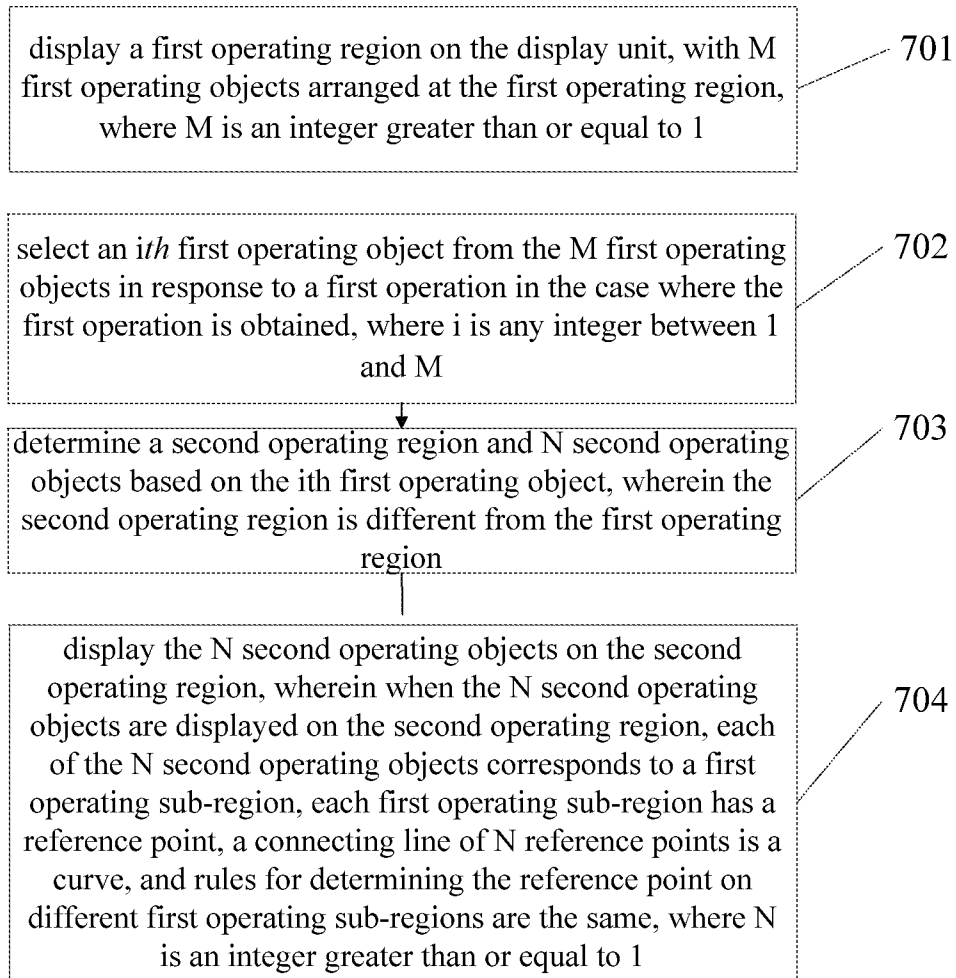 display a first operating region on the display unit, with M
first operating objects arranged at the first operating region,
where M is an integer greater than or equal to 1
701
select an ith first operating object from the M first operating
objects in response to a first operation in the case where the
first operation is obtained, where i is any integer between 1
and M
702
determine a second operating region and N second operating
objects based on the ith first operating object, wherein the
second operating region is different from the first operating
region
703
display the N second operating objects on the second
operating region, wherein when the N second operating
objects are displayed on the second operating region, each
of the N second operating objects corresponds to a first
operating sub-region, each first operating sub-region has a
reference point, a connecting line of N reference points is a
curve, and rules for determining the reference point on
different first operating sub-regions are the same, where N
is an integer greater than or equal to 1
704